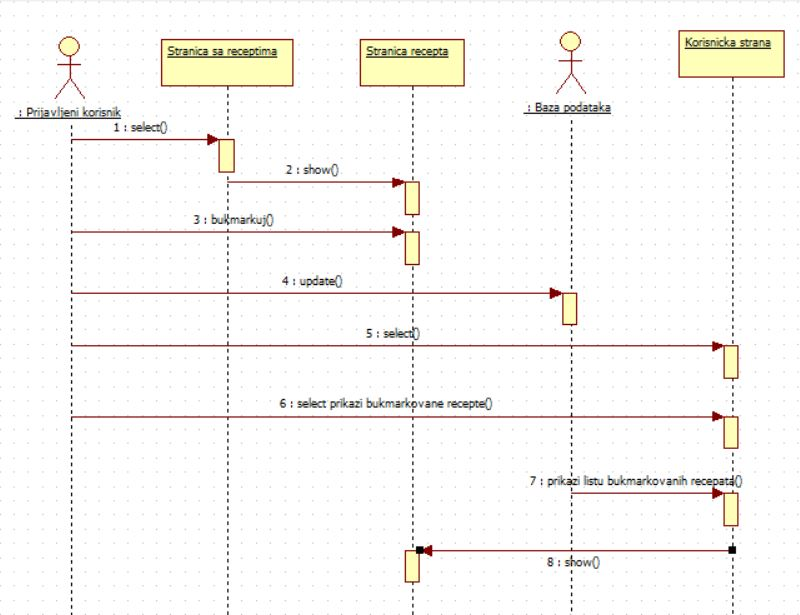 Stranica sa receptima
Stranica recepta
Korisnicka strana
: Prijavljeni korisnik
: Baza podataka
1 : select()
2 : show()
3 : bukmarkuj()
4 : update()
5 : select()
6 : select prikazi bukmarkovane recepte()
7 : prikazi listu bukmarkovanih recepata()
8 : show()